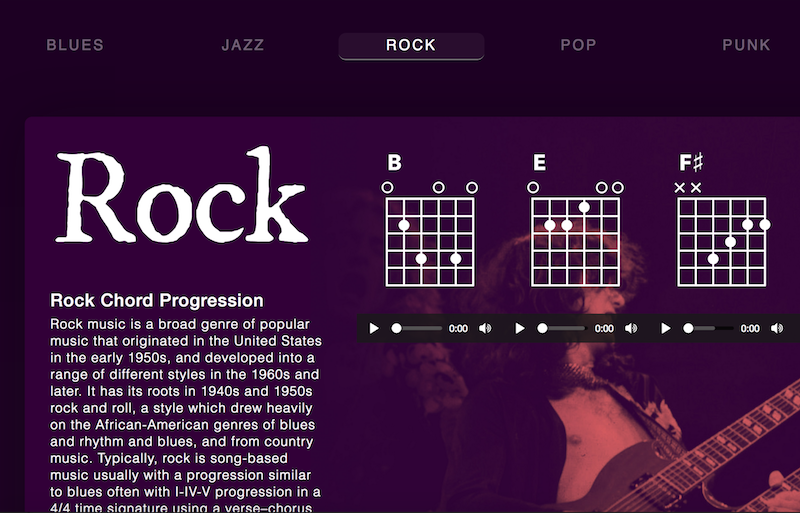 BLUES
JAZZ
ROCK
POP
PUNK
Rock
B
E
F♯
Rock Chord Progression
Rock music is a broad genre of popular
music that originated in the United States
in the early 1950s, and developed into a
range of different styles in the 1960s and
later. It has its roots in 1940s and 1950s
rock and roll, a style which drew heavily
on the African-American genres of blues
and rhythm and blues, and from country
music. Typically, rock is song-based
music usually with a progression similar
to blues often with I-IV-V progression in a
4/4 time signature using a verse–chorus
0:00
0:00
0:00